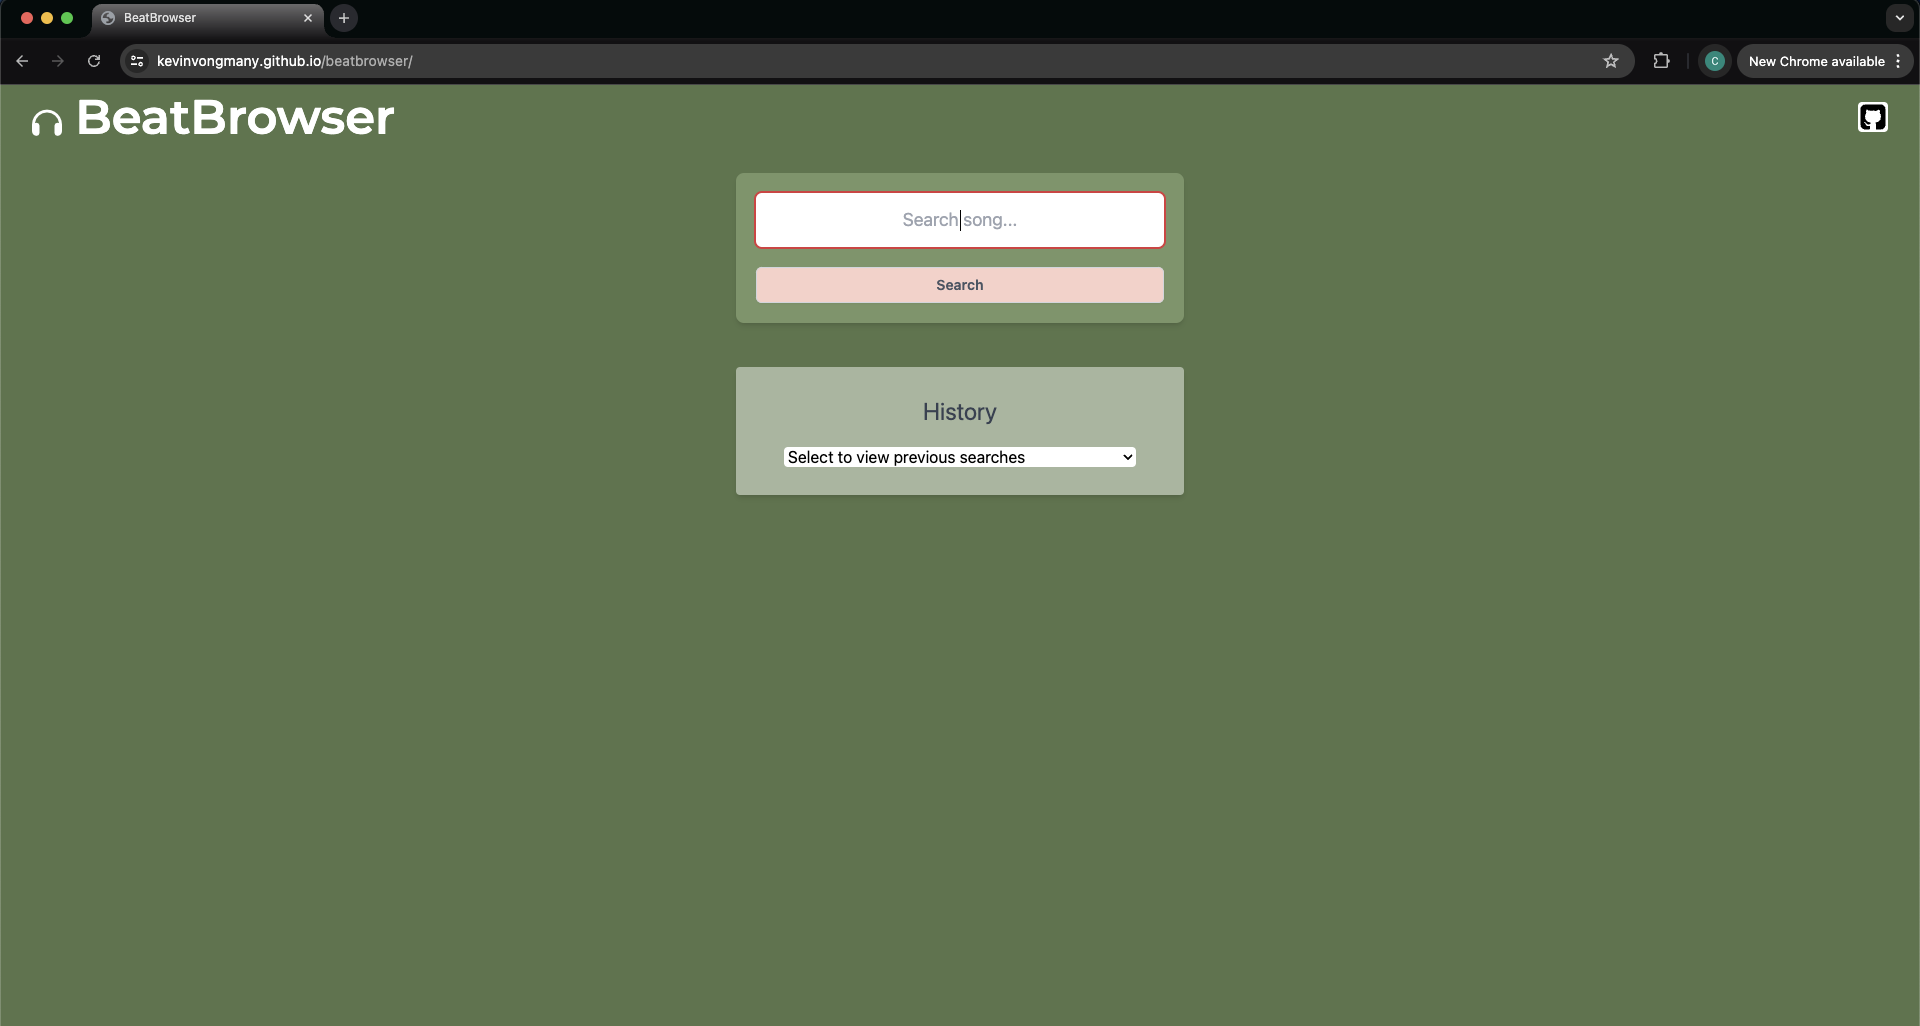 BeatBrowser
kevinvongmany.github.io/beatbrowser/
C
New Chrome available
BeatBrowser
Search song...
Search
History
Select to view previous searches